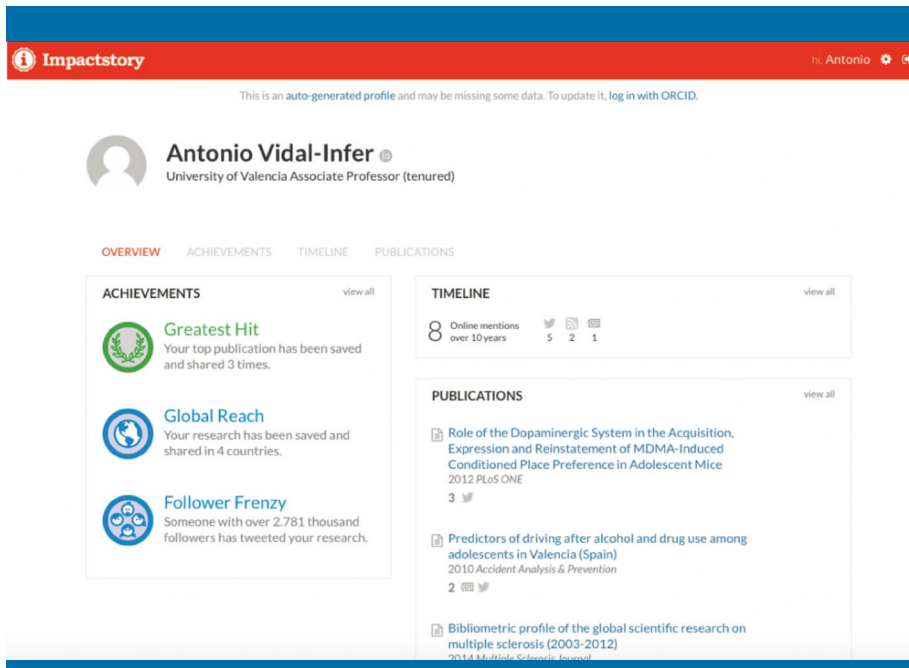 Impactstory
hi, Antonio
This is an auto-generated profile and may be missing some data. To update it, log in with ORCID.
Antonio Vidal-Infer iD
University of Valencia Associate Professor (tenured)
OVERVIEW ACHIEVEMENTS TIMELINE PUBLICATIONS
ACHIEVEMENTS view all
Greatest Hit
Your top publication has been saved
and shared 3 times.
Global Reach
Your research has been saved and
shared in 4 countries.
Follower Frenzy
Someone with over 2.781 thousand
followers has tweeted your research.
TIMELINE view all
8 Online mentions
over 10 years
5 2 1
PUBLICATIONS view all
Role of the Dopaminergic System in the Acquisition,
Expression and Reinstatement of MDMA-Induced
Conditioned Place Preference in Adolescent Mice
2012 PLoS ONE
3
Predictors of driving after alcohol and drug use among
adolescents in Valencia (Spain)
2010 Accident Analysis & Prevention
2
Bibliometric profile of the global scientific research on
multiple sclerosis (2003-2012)
2014 Multiple Sclerosis Journal